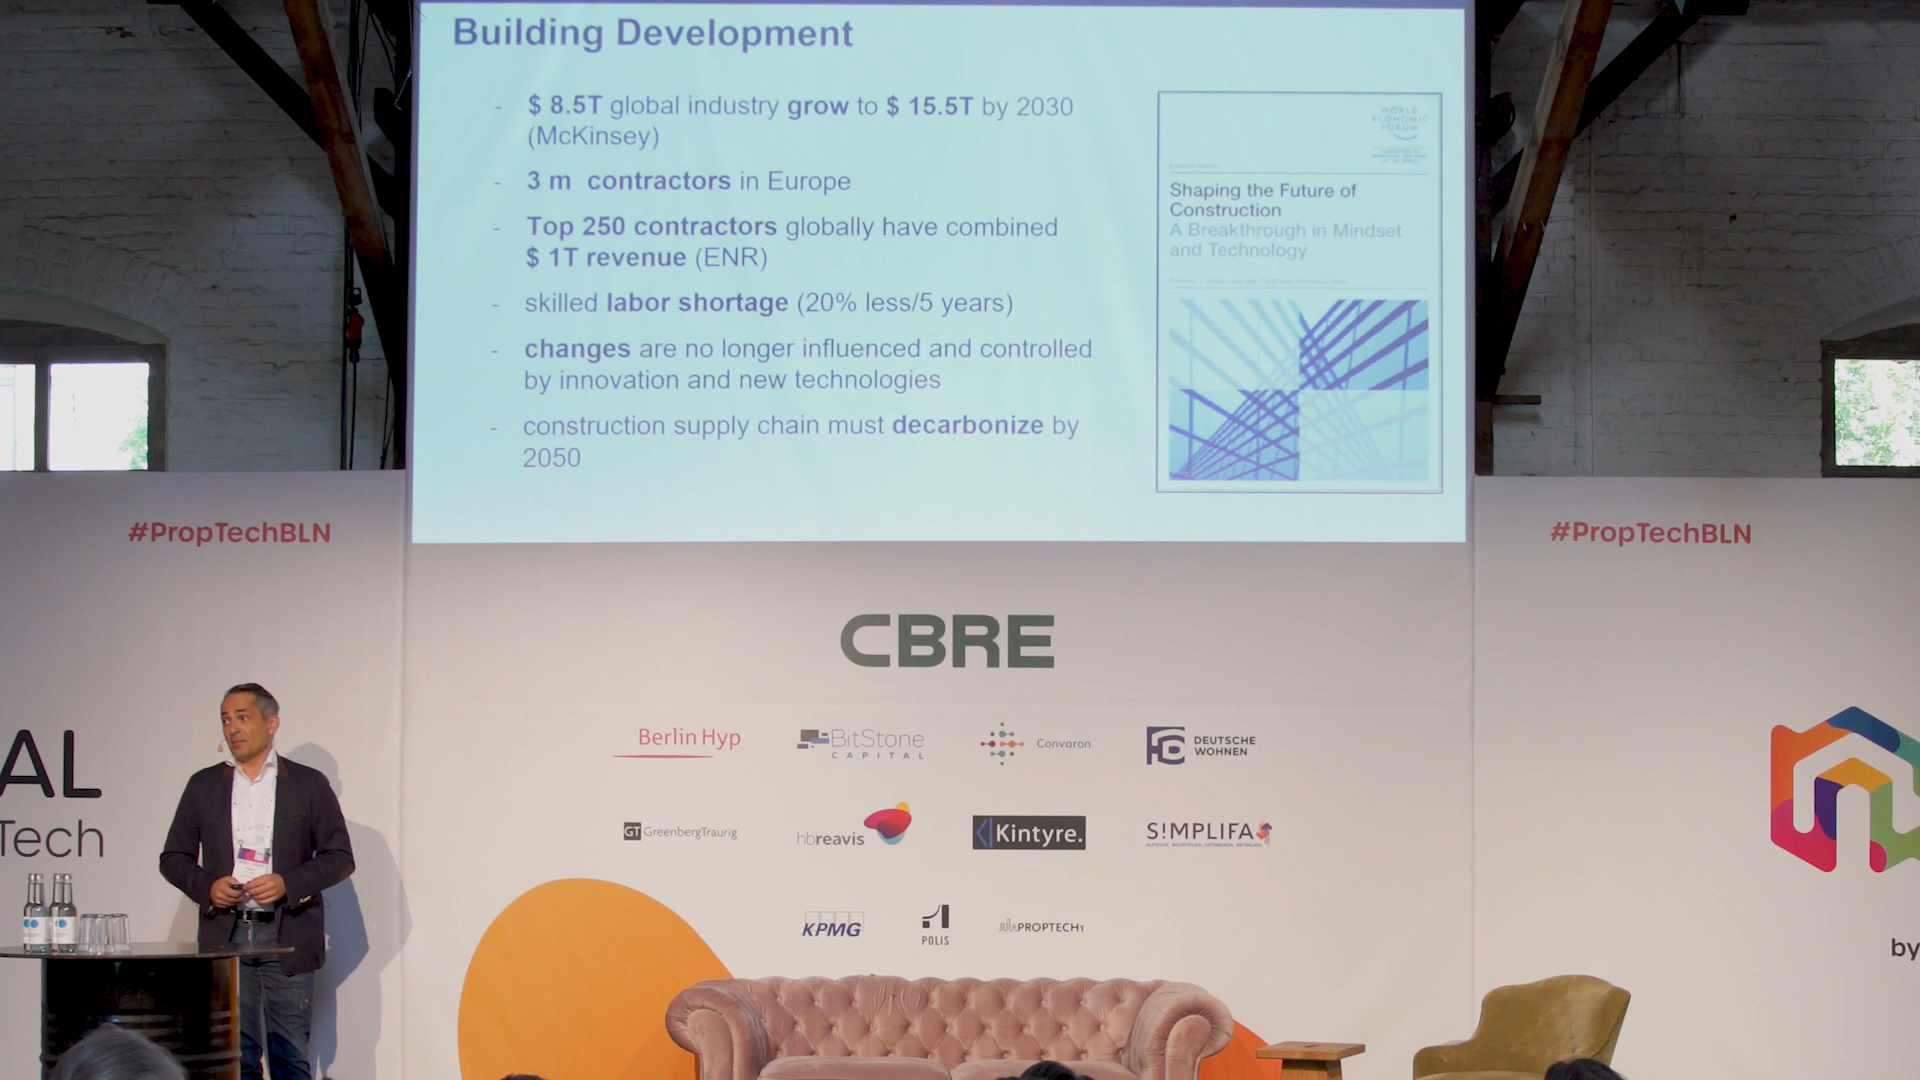 Building Development
- $ 8.5T global industry grow to $ 15.5T by 2030
(McKinsey)
- 3 m contractors in Europe
- Top 250 contractors globally have combined
$ 1T revenue (ENR)
- skilled labor shortage (20% less/5 years)
- changes are no longer influenced and controlled
by innovation and new technologies
- construction supply chain must decarbonize by
2050
WORLD
ECONOMIC
FORUM
Shaping the Future of
Construction
A Breakthrough in Mindset
and Technology
#PropTechBLN
#PropTechBLN
CBRE
Berlin Hyp
BitStone
CAPITAL
Convaron
DEUTSCHE
WOHNEN
GT GreenbergTraurig
hbreavis
Kintyre.
S!MPLIFA
KPMG
POLIS
PROPTECH1
AL
Tech
by